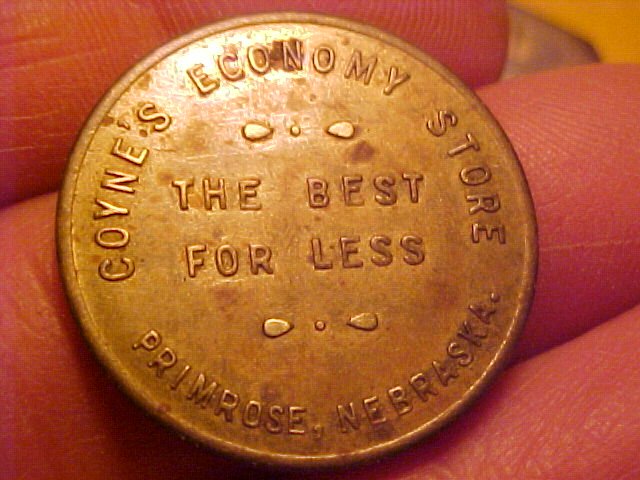 COYNE'S ECONOMY STORE
THE BEST
FOR LESS
PRIMROSE, NEBRASKA.